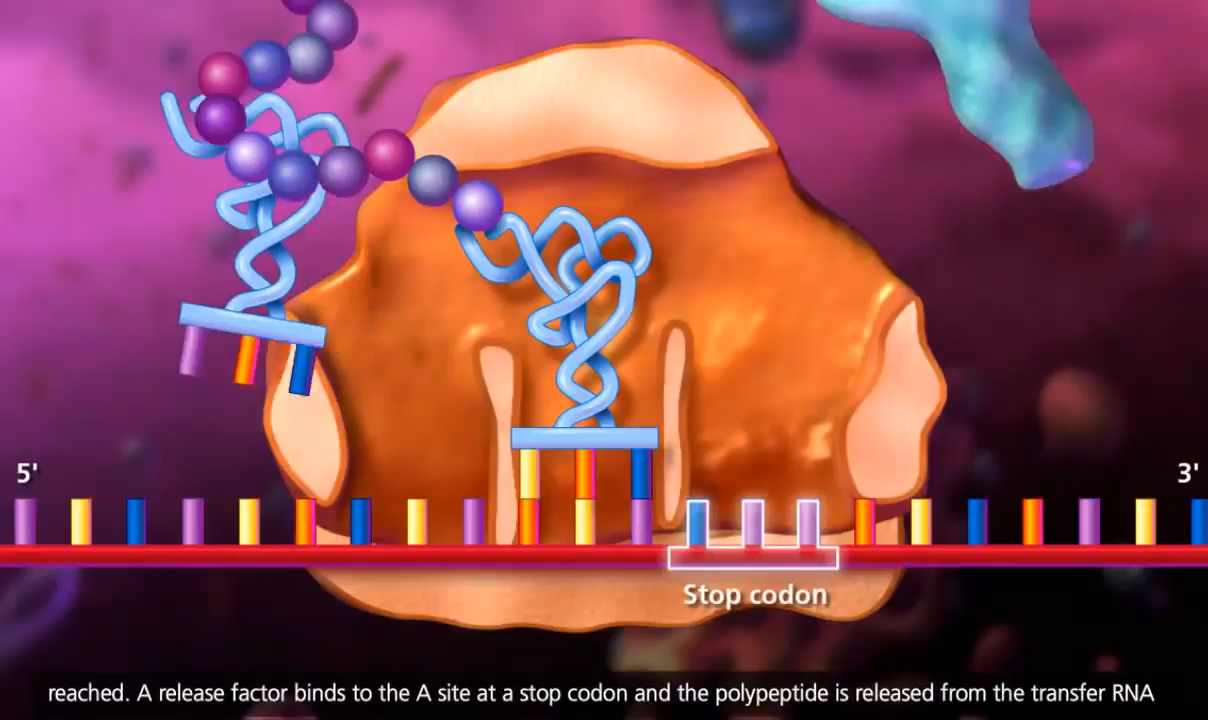 5'
3'
Stop codon
reached. A release factor binds to the A site at a stop codon and the polypeptide is released from the transfer RNA